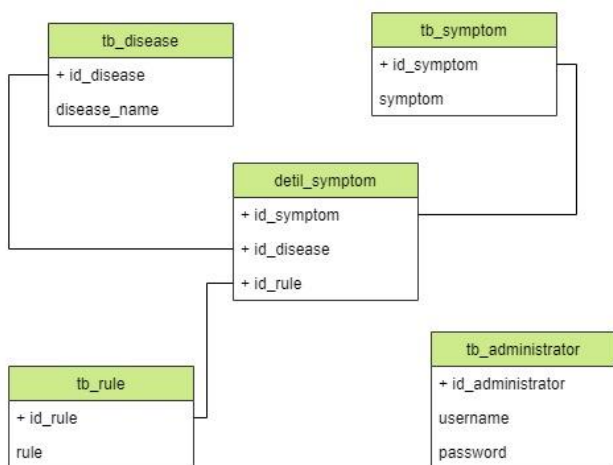 tb_disease
+ id_disease
disease_name
tb_symptom
+ id_symptom
symptom
detil_symptom
+ id_symptom
+ id_disease
+ id_rule
tb_rule
+ id_rule
rule
tb_administrator
+ id_administrator
username
password